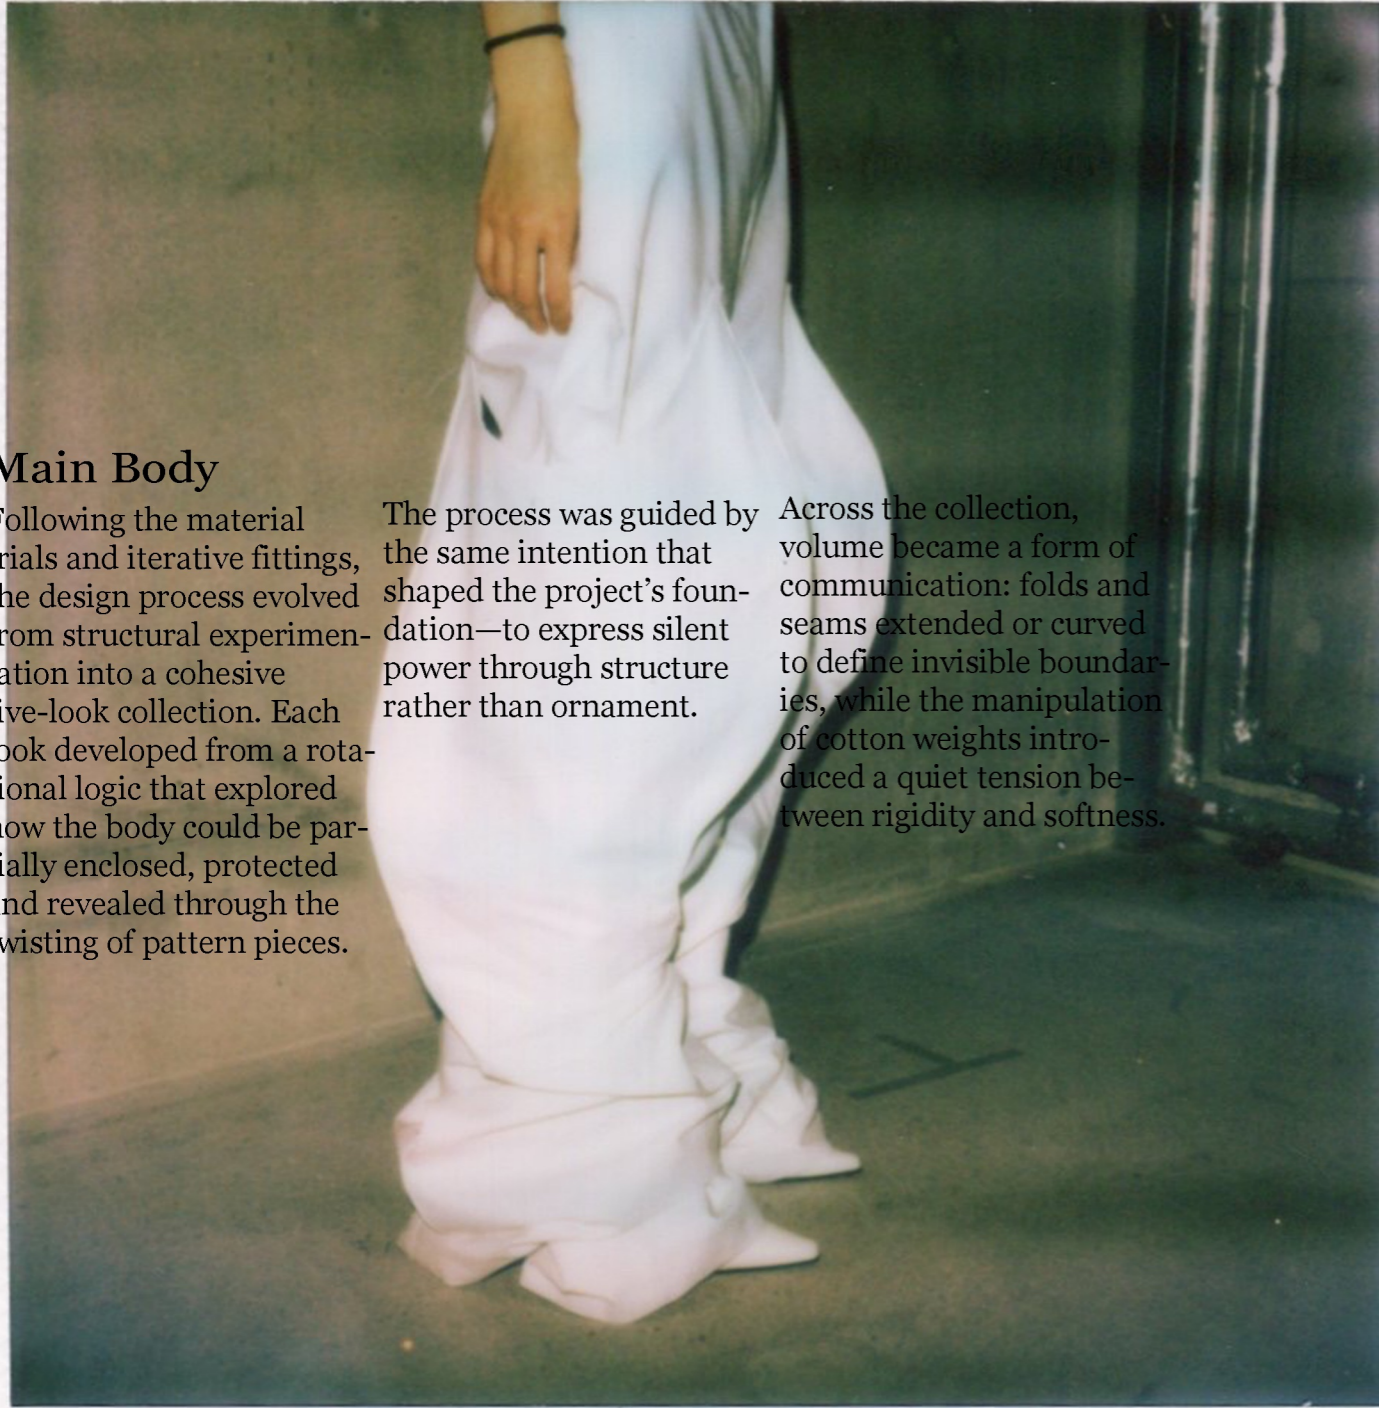 Main Body
ollowing the material
rials and iterative fittings,
he design process evolved
rom structural experimen-
ation into a cohesive
ive-look collection. Each
ook developed from a rota-
ional logic that explored
how the body could be par-
ially enclosed, protected
nd revealed through the
wisting of pattern pieces.
The process was guided by
the same intention that
shaped the project’s foun-
dation—to express silent
power through structure
rather than ornament.
Across the collection,
volume became a form of
communication: folds and
seams extended or curved
to define invisible boundar-
ies, while the manipulation
of cotton weights intro-
duced a quiet tension be-
tween rigidity and softness.